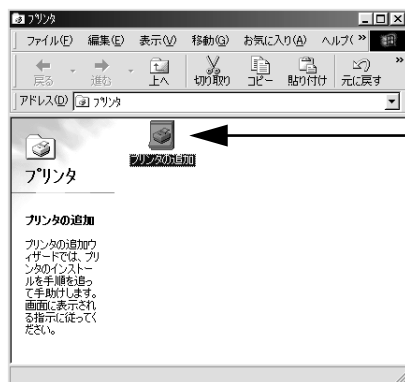 プリンタ
ファイル(F) 編集(E) 表示(V) 移動(G) お気に入り(A) ヘルプ( »
戻る 進む 上へ 切り取り コピー 貼り付け 元に戻す »
アドレス(D) プリンタ
プリンタの追加
プリンタ
プリンタの追加
プリンタの追加ウ
ィザードでは、プリ
ンタのインストー
ルを手順を追っ
て手助けします。
画面に表示され
る指示に従ってく
ださい。